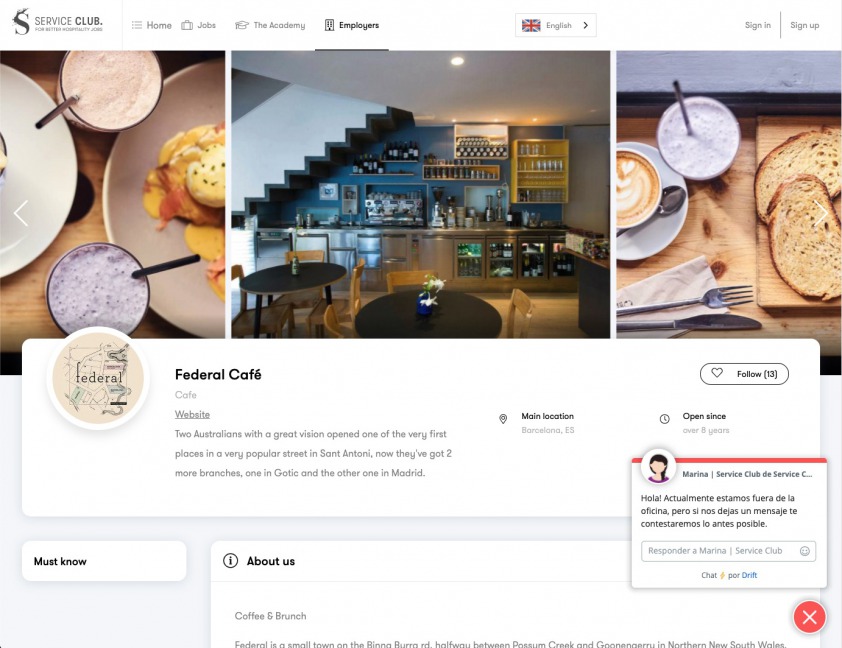 SERVICE CLUB.
FOR BETTER HOSPITALITY JOBS
Home
Jobs
The Academy
Employers
English
Sign in
Sign up
federal
Federal Café
Cafe
Website
Two Australians with a great vision opened one of the very first
places in a very popular street in Sant Antoni, now they've got 2
more branches, one in Gotic and the other one in Madrid.
Follow (13)
Main location
Barcelona, ES
Open since
over 8 years
Marina | Service Club de Service C...
Hola! Actualmente estamos fuera de la
oficina, pero si nos dejas un mensaje te
contestaremos lo antes posible.
Responder a Marina | Service Club
Chat ⚡ por Drift
Must know
About us
Coffee & Brunch
Federal is a small town on the Binna Burra rd, halfway between Possum Creek and Goonengerry in Northern New South Wales.